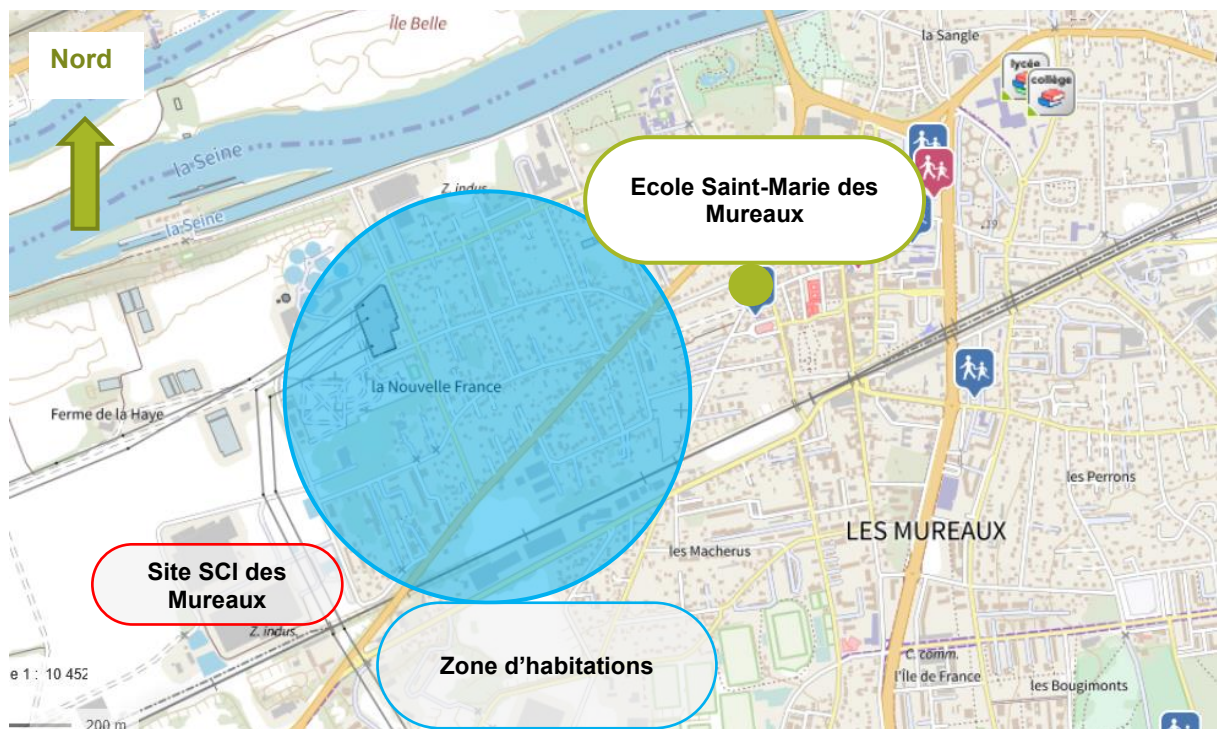 Île Belle
la Sangle
Nord
lycée
collège
la Seine
Z. indus.
Ecole Saint-Marie des
Mureaux
la Seine
19
la Nouvelle France
Ferme de la Haye
les Perrons
LES MUREAUX
les Macherus
Site SCI des
Mureaux
Z. indus.
Zone d’habitations
C. comm.
l'Île de France
e 1 : 10 452
les Bougimonts
200 m